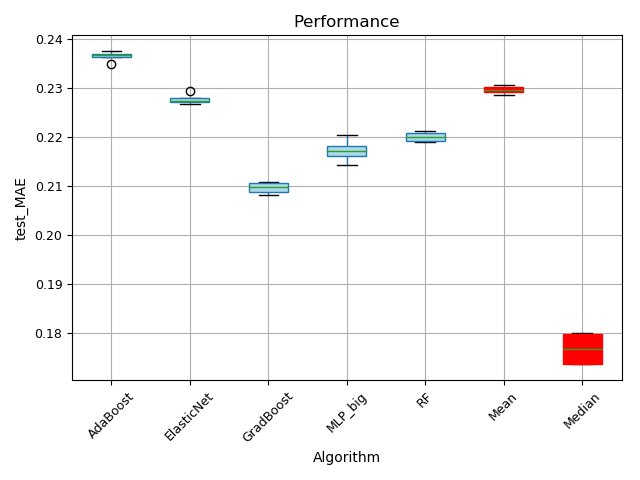 Performance
0.24
0.23
0.22
0.21
0.20
0.19
0.18
test_MAE
AdaBoost
ElasticNet
GradBoost
MLP_big
RF
Mean
Median
Algorithm